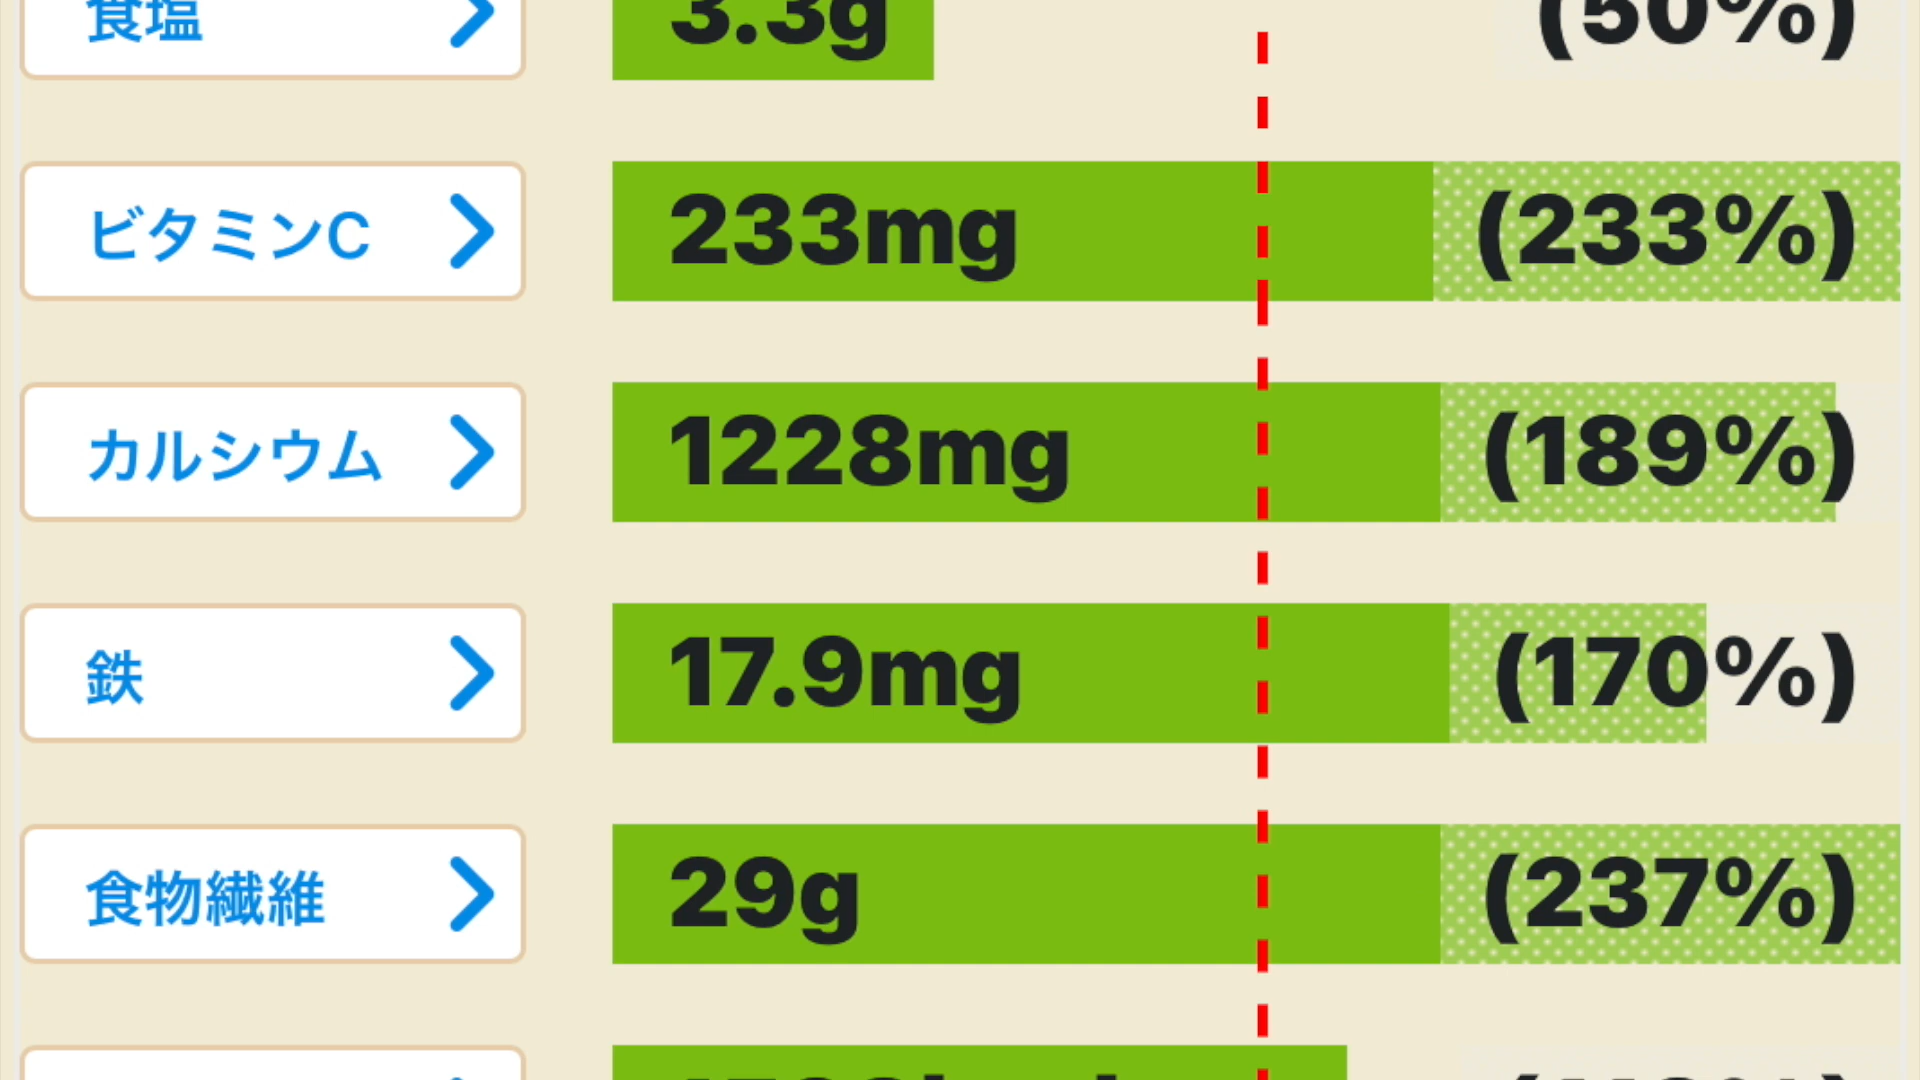 食塩 3.3g (50%)
ビタミンC 233mg (233%)
カルシウム 1228mg (189%)
鉄 17.9mg (170%)
食物繊維 29g (237%)